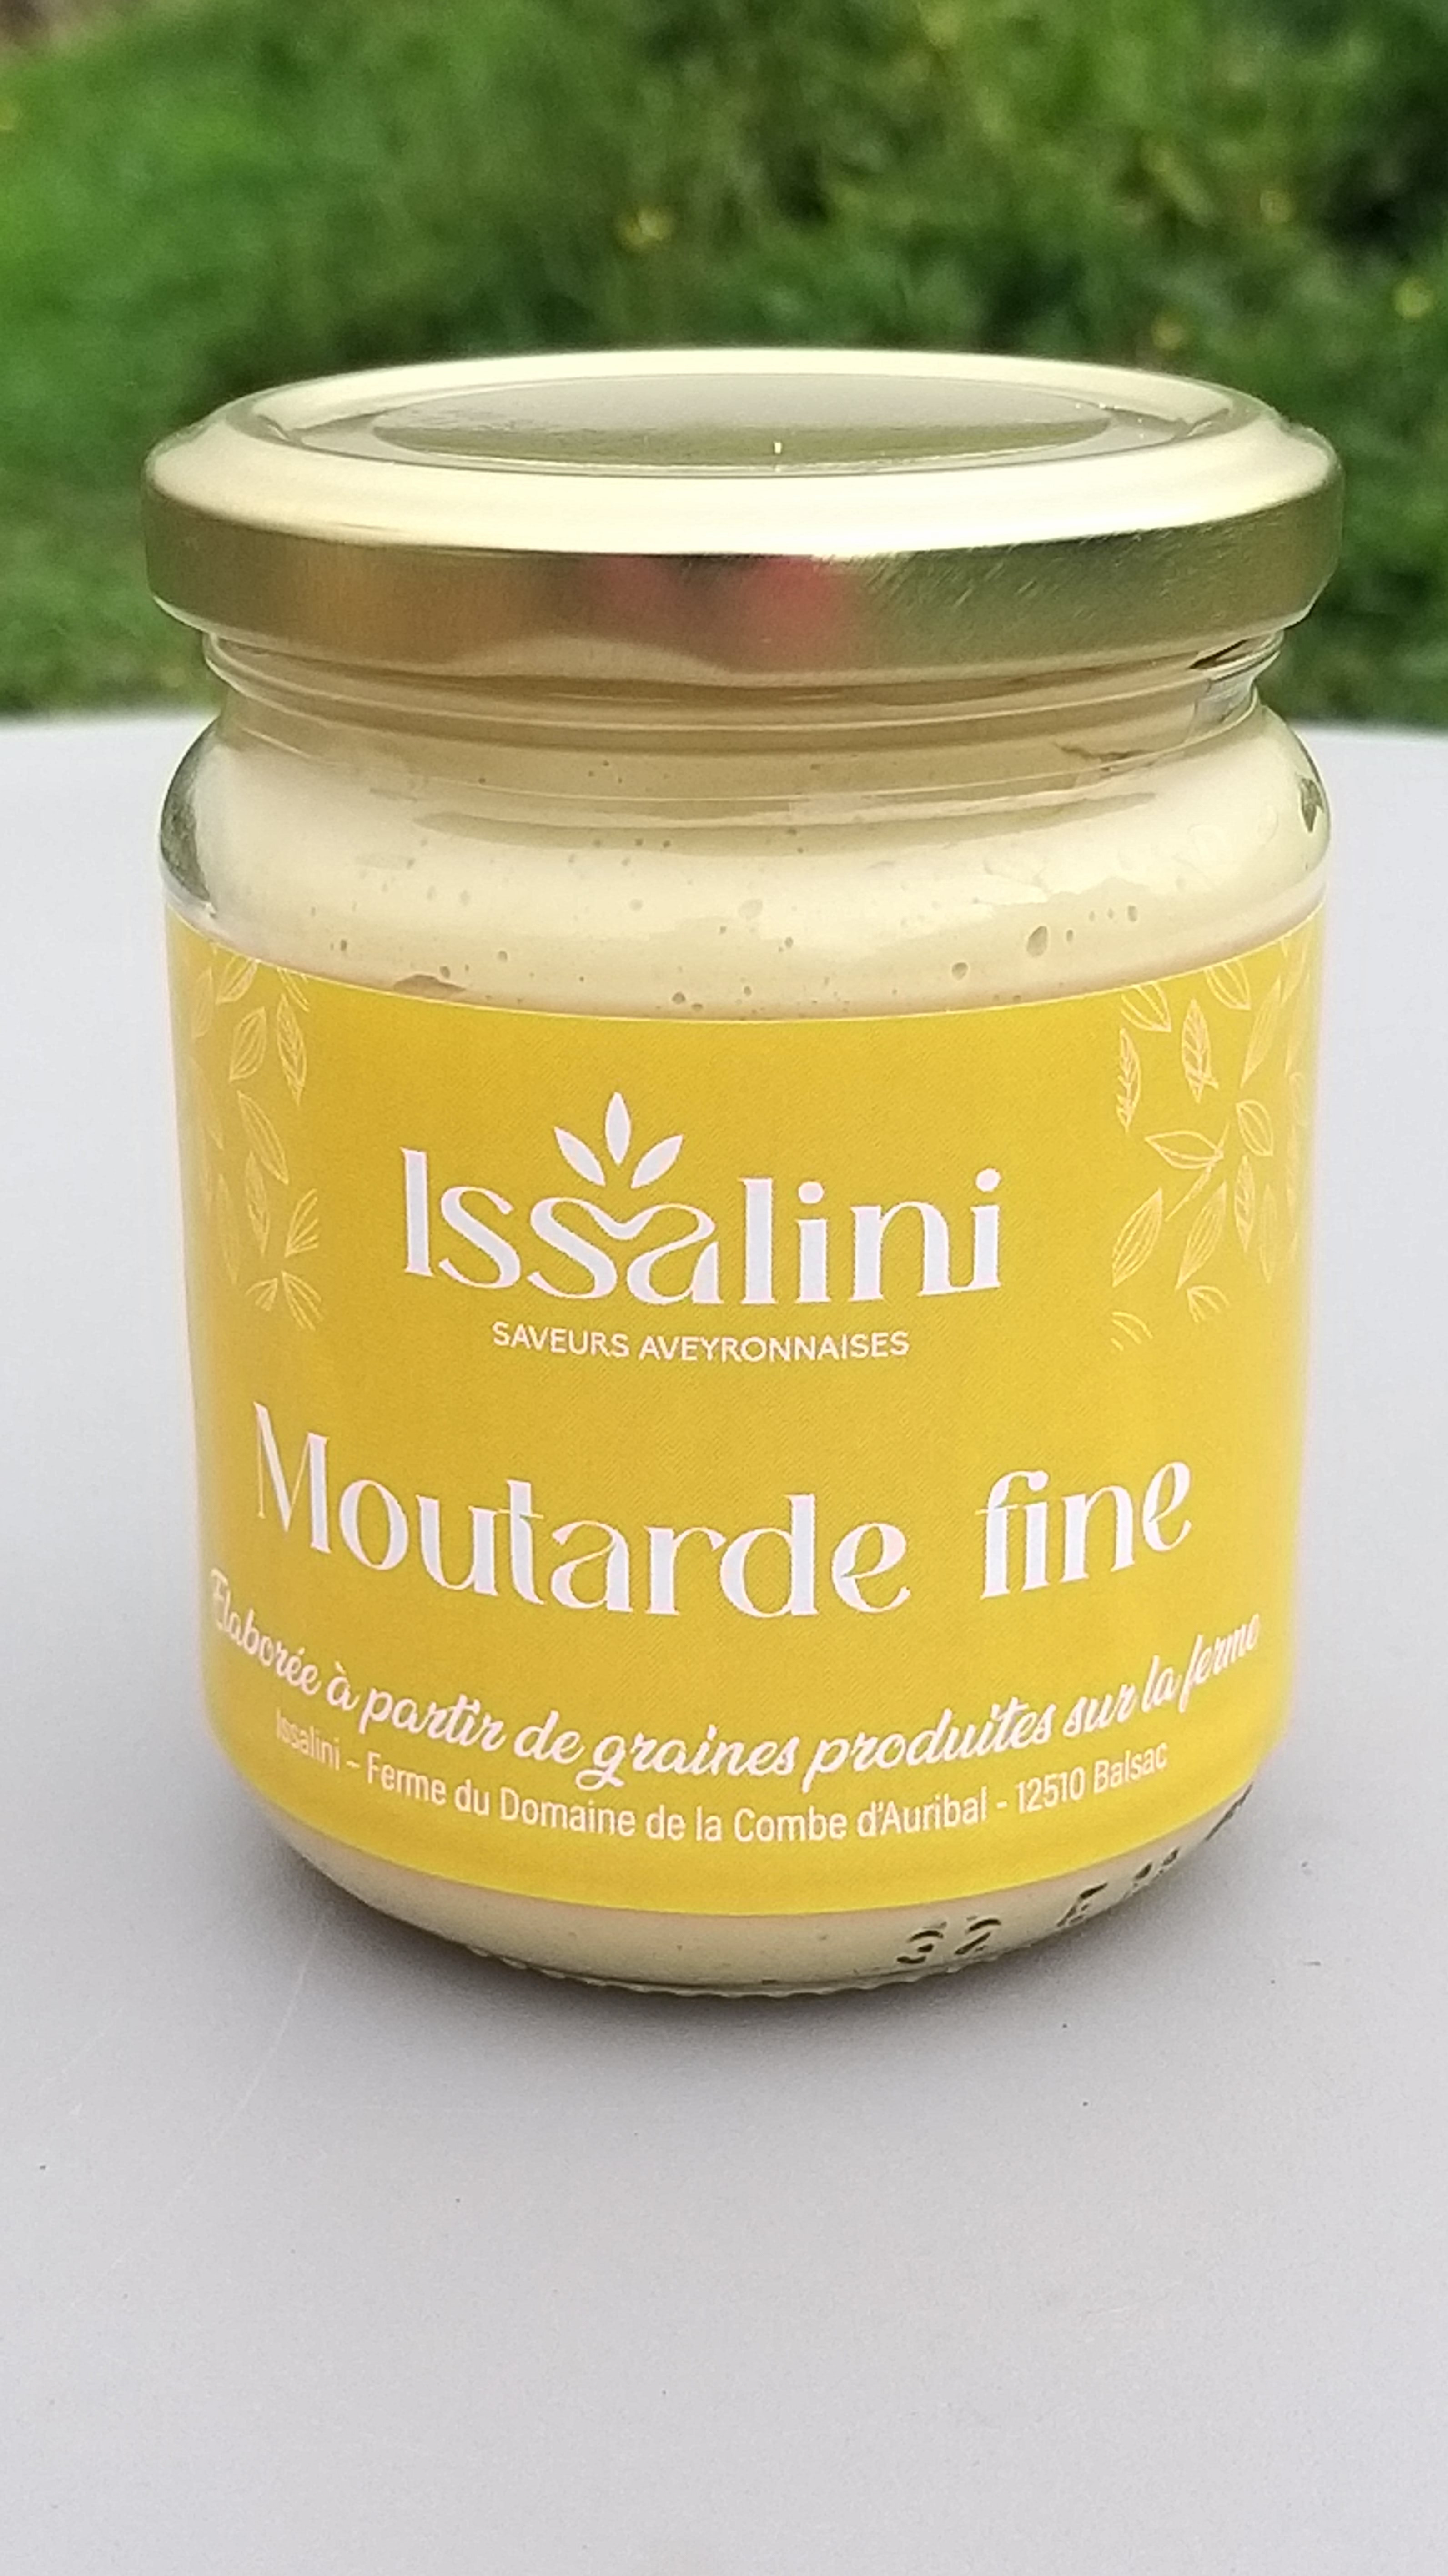 Issalini
SAVEURS AVEYRONNAISES
Moutarde fine
Elaborée à partir de graines produites sur la ferme
Issalini - Ferme du Domaine de la Combe d'Auribal - 12510 Balsac